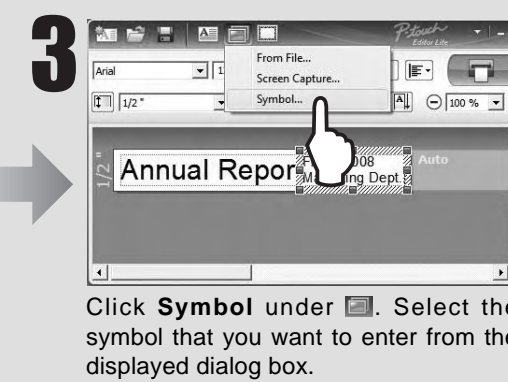 3
P-touch
Editor Lite
Arial
From File...
Screen Capture...
Symbol...
1/2 "
100 %
1/2 "
Annual Repor
008
ing Dept.
Auto
Click Symbol under . Select the
symbol that you want to enter from the
displayed dialog box.